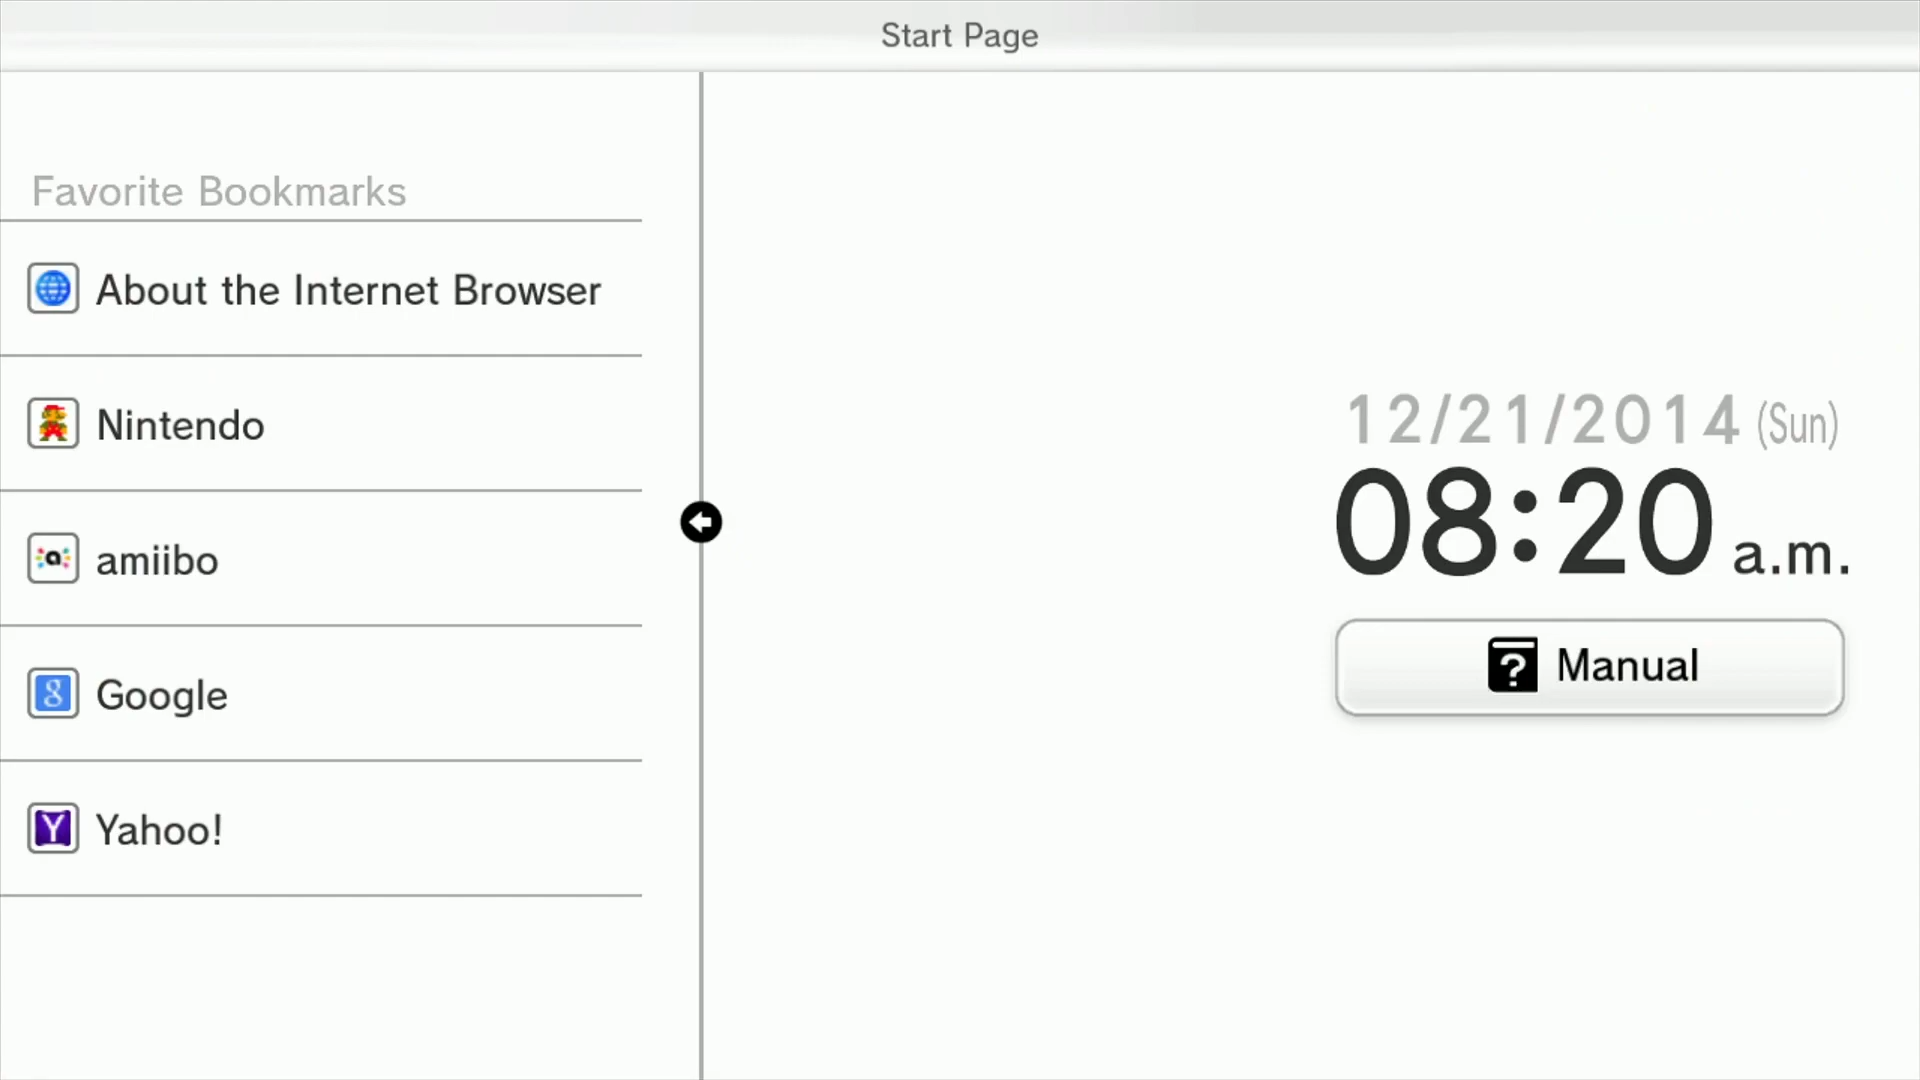 Start Page
Favorite Bookmarks
About the Internet Browser
Nintendo
a
amiibo
8
Google
Y
Yahoo!
12/21/2014 (Sun)
08:20 a.m.
? Manual